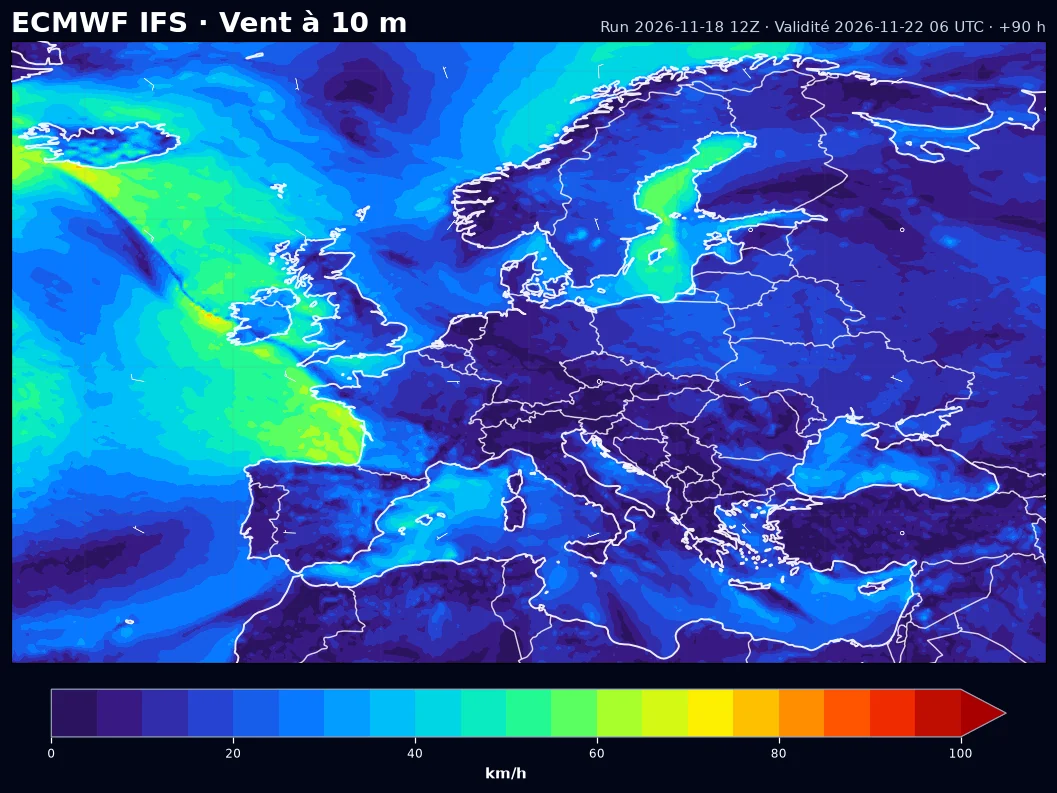 ECMWF IFS · Vent à 10 m
Run 2026-11-18 12Z · Validité 2026-11-22 06 UTC · +90 h
0 20 40 60 80 100
km/h